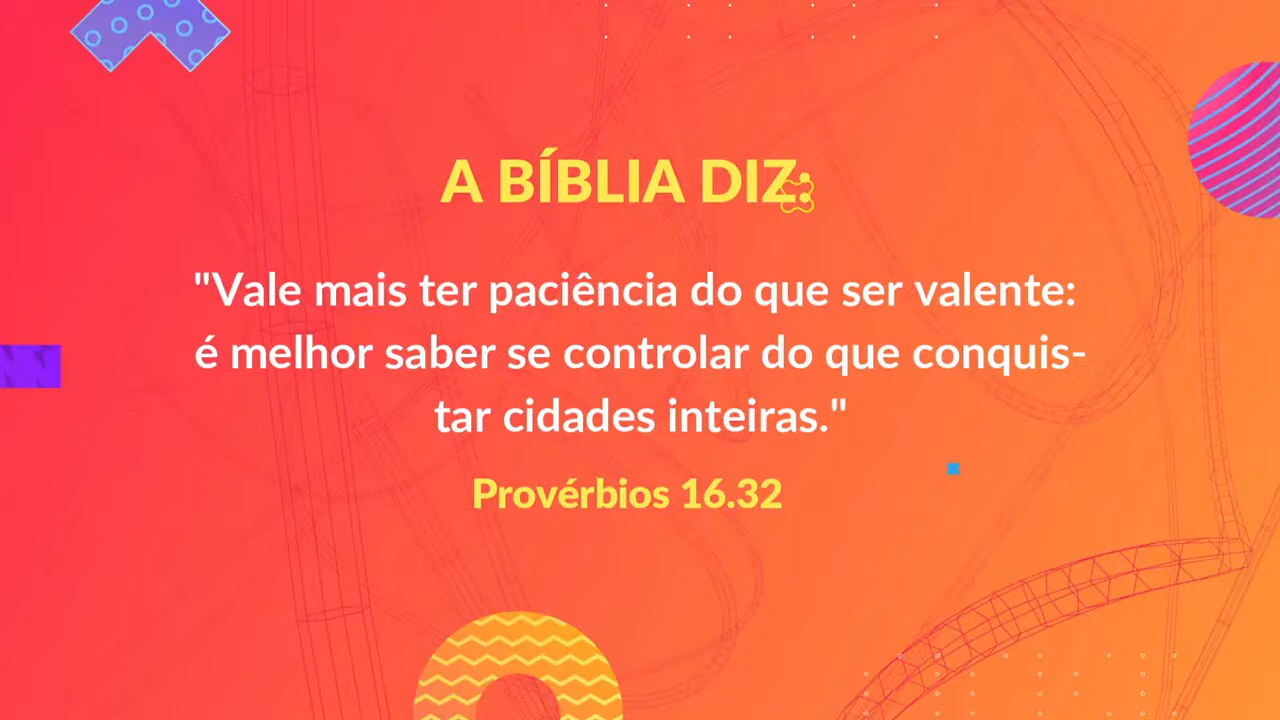 A BÍBLIA DIZ:
"Vale mais ter paciência do que ser valente:
é melhor saber se controlar do que conquis-
tar cidades inteiras."
Provérbios 16.32